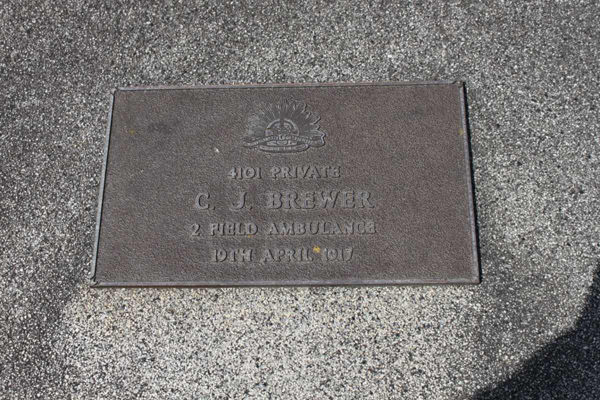 4101 PRIVATE
C. J. BREWER
2 FIELD AMBULANCE
19TH APRIL 1917